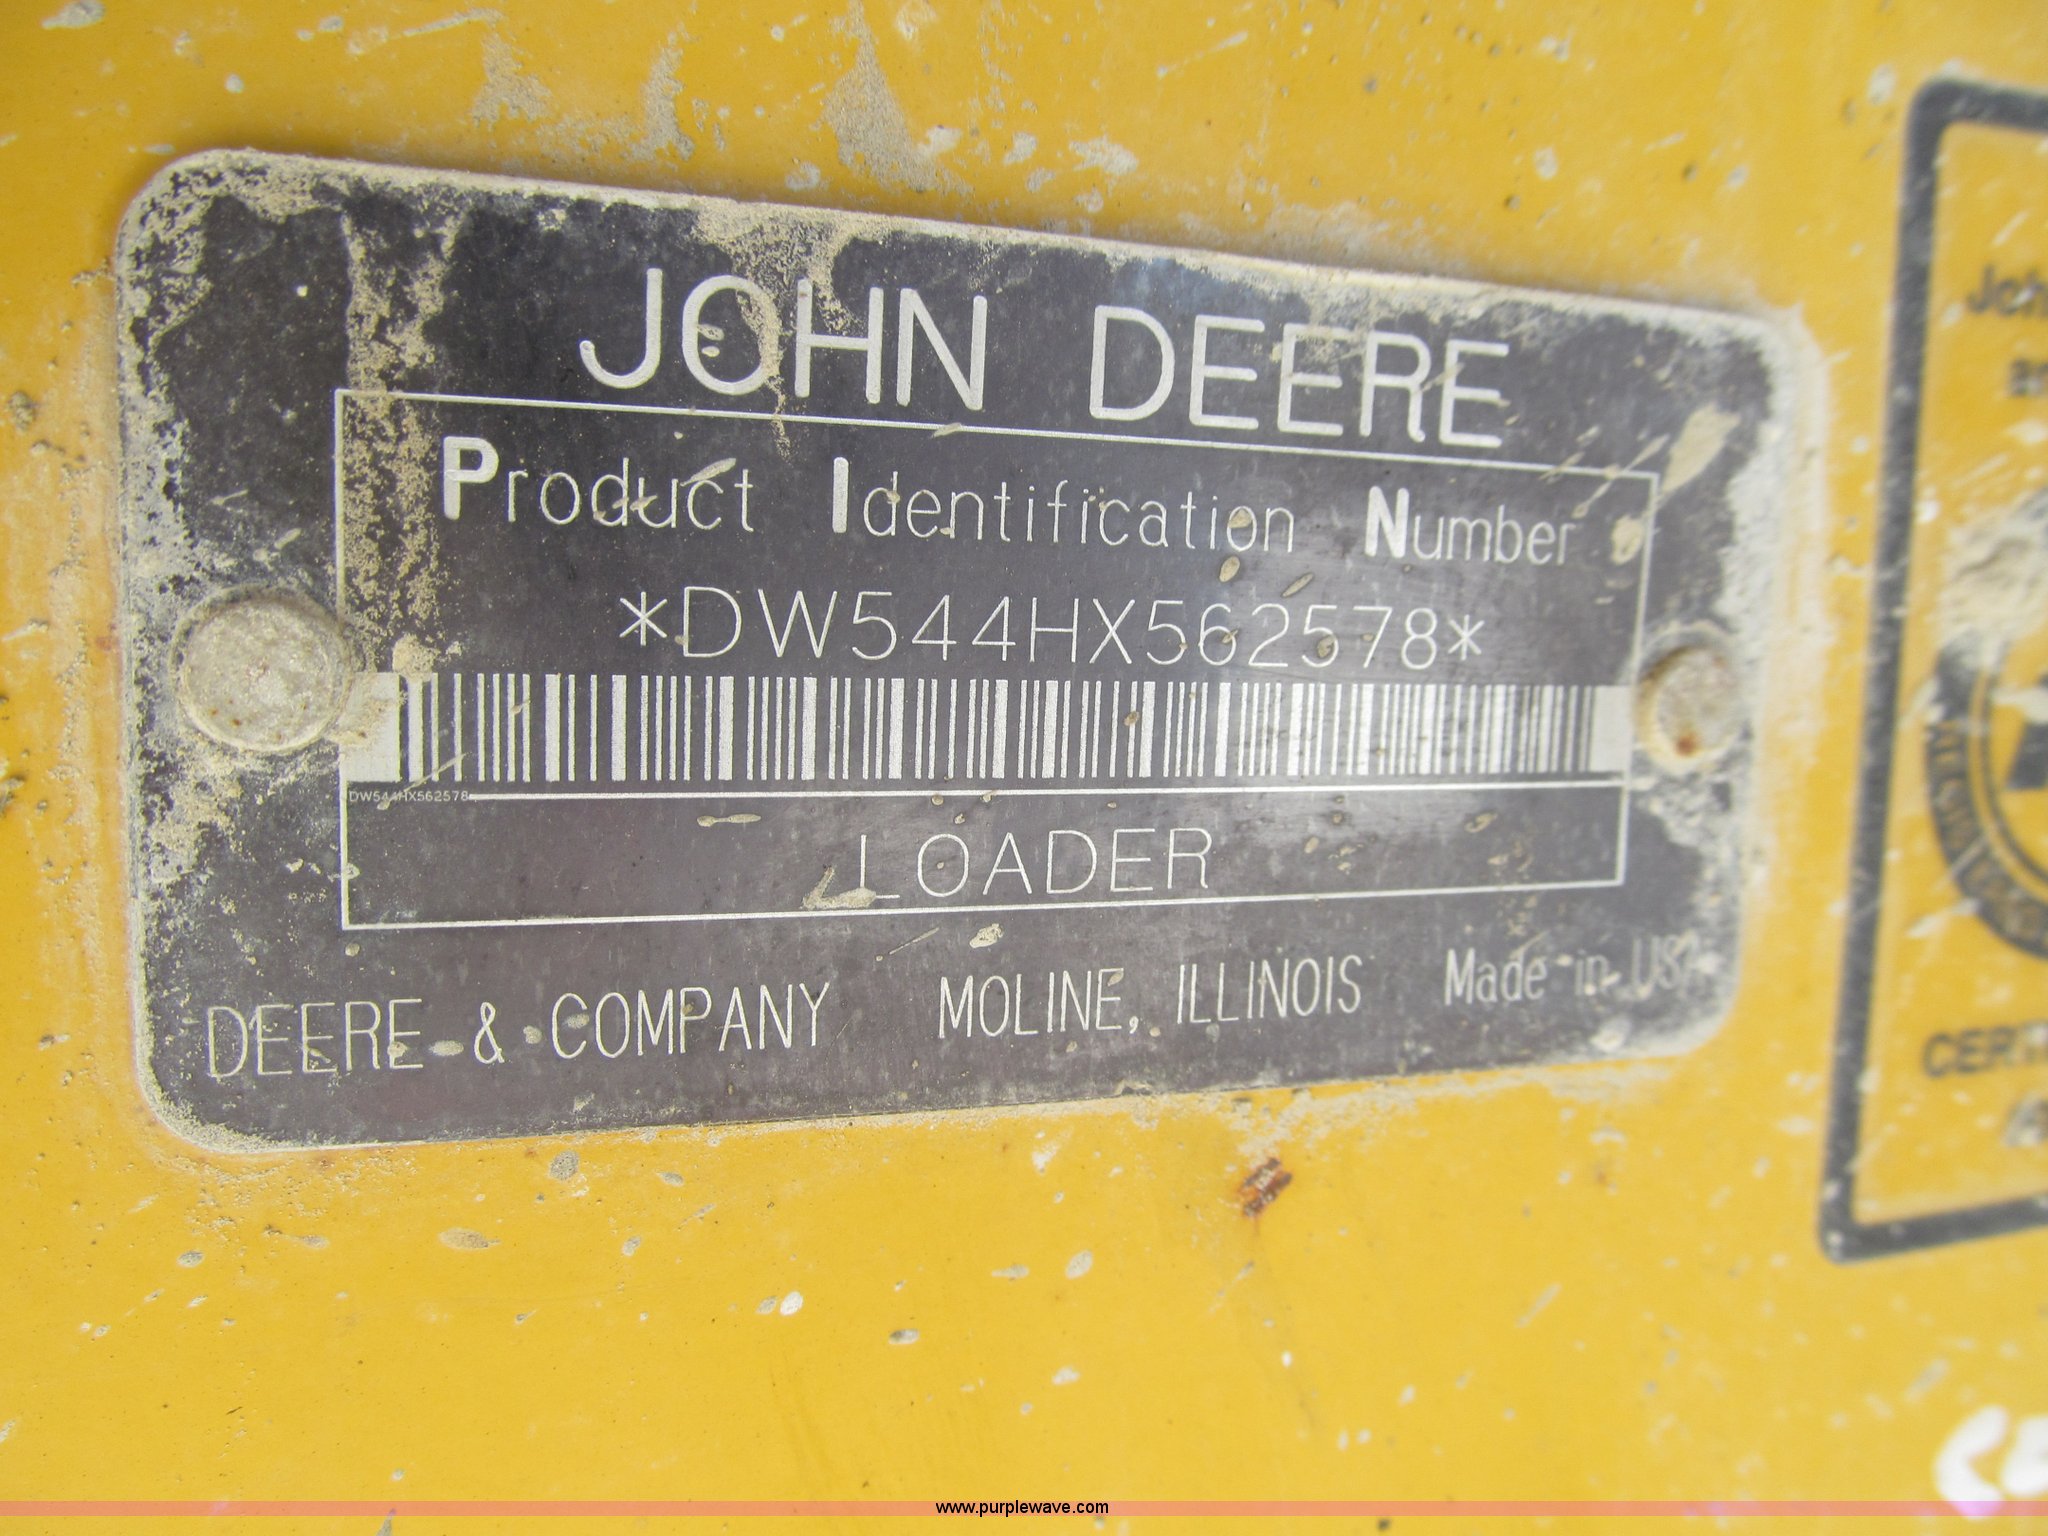 JOHN DEERE
Product Identification Number
*DW544HX562578*
DW544HX562578
LOADER
DEERE & COMPANY MOLINE, ILLINOIS Made in USA
www.purplewave.com